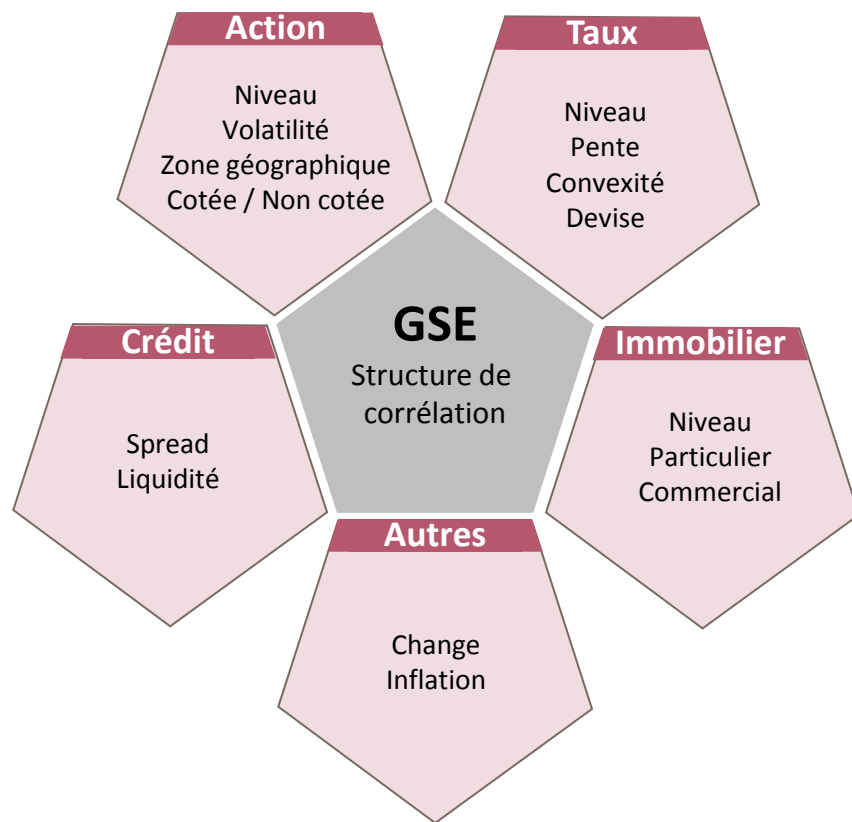 Action
Niveau
Volatilité
Zone géographique
Cotée / Non cotée
Taux
Niveau
Pente
Convexité
Devise
GSE
Structure de
corrélation
Crédit
Spread
Liquidité
Immobilier
Niveau
Particulier
Commercial
Autres
Change
Inflation